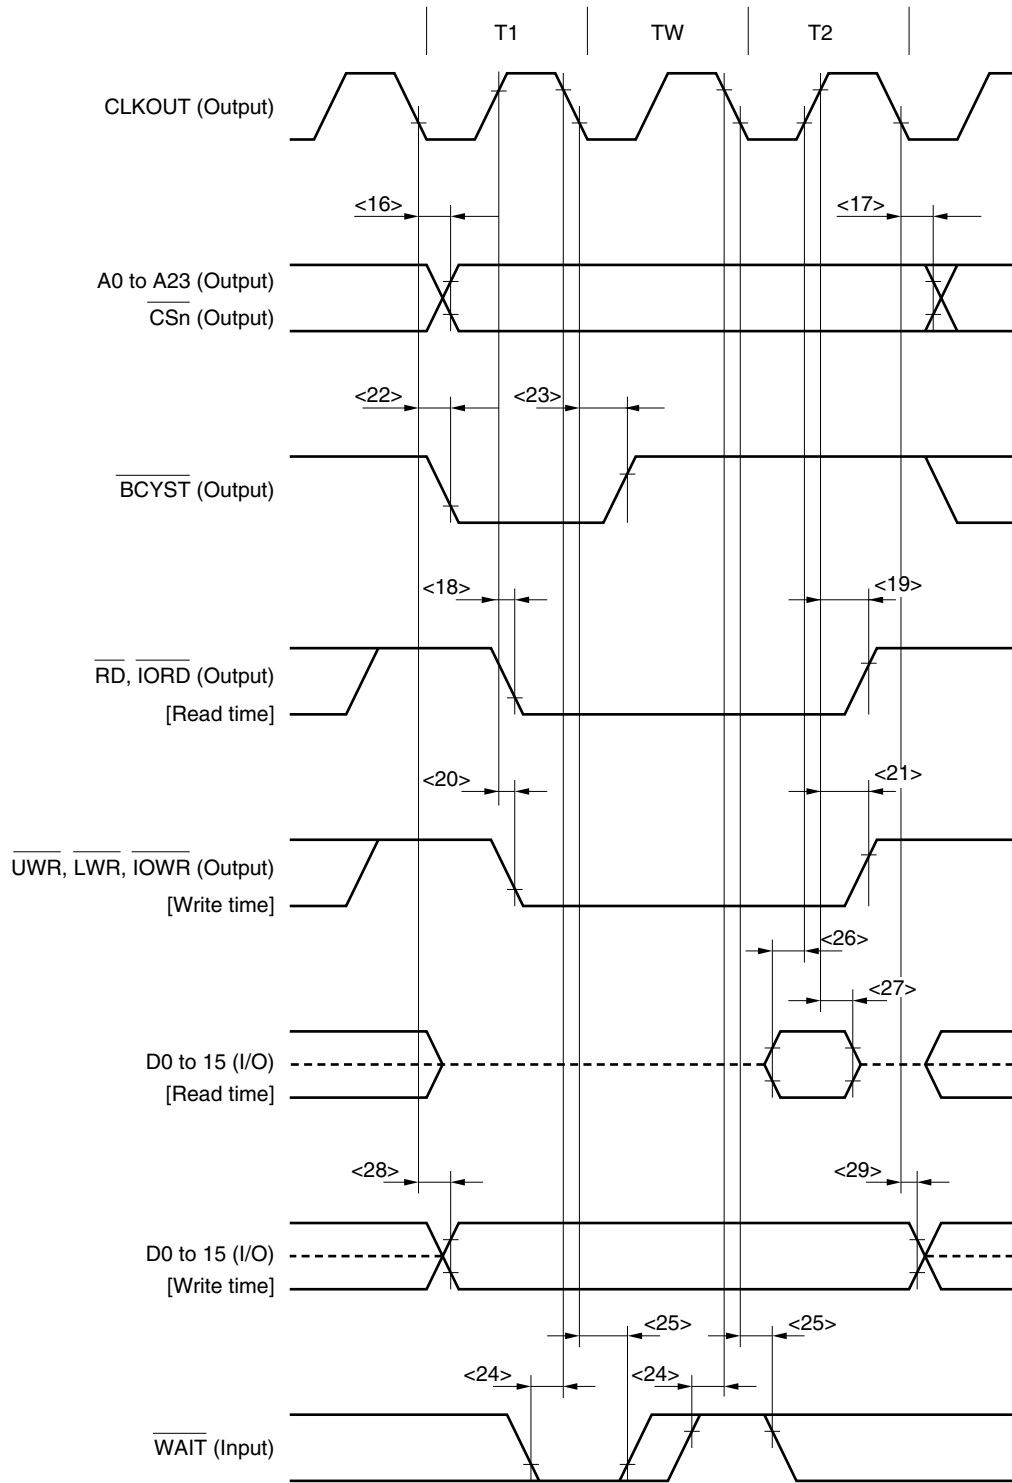 T1 TW T2
CLKOUT (Output)
<16> <17>
A0 to A23 (Output)
CSn (Output)
<22> <23>
BCYST (Output)
<18> <19>
RD, IORD (Output)
[Read time]
<20> <21>
UWR, LWR, IOWR (Output)
[Write time]
<26>
<27>
D0 to 15 (I/O)
[Read time]
<28> <29>
D0 to 15 (I/O)
[Write time]
<25> <25>
<24> <24>
WAIT (Input)